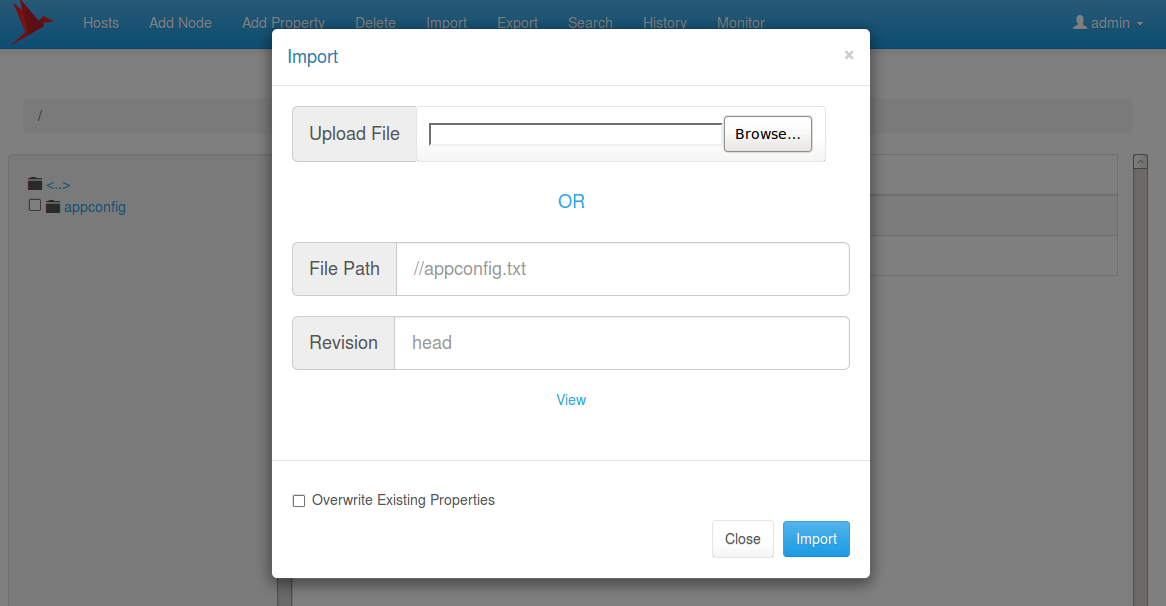 Hosts Add Node Add Property Delete Import Export Search History Monitor admin
Import ×
/
Upload File Browse...
<..>
appconfig
OR
File Path //appconfig.txt
Revision head
View
Overwrite Existing Properties
Close Import